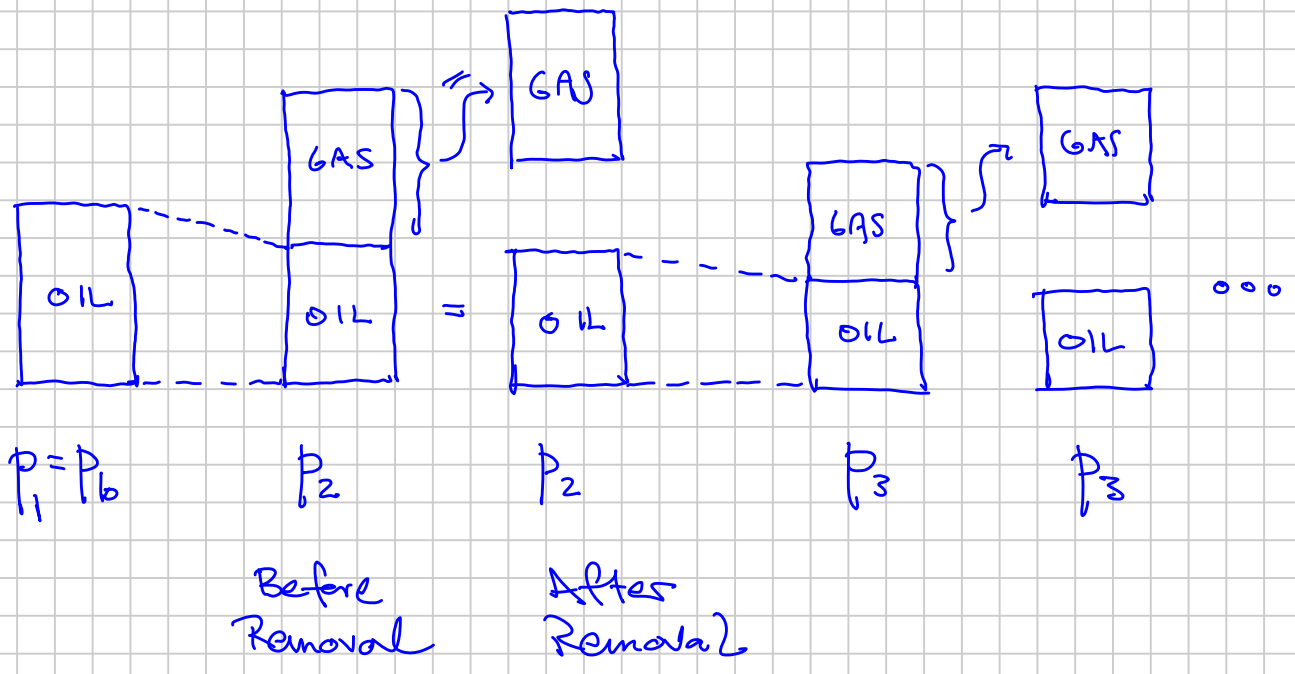 GAS
GAS
GAS
GAS
OIL
OIL
=
OIL
OIL
OIL
...
p1 = pb
p2
p2
p3
p3
Before
Removal
After
Removal